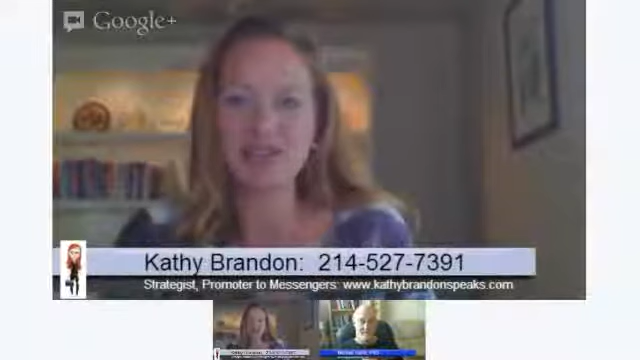 Google+
Kathy Brandon: 214-527-7391
Strategist, Promoter to Messengers: www.kathybrandonspeaks.com